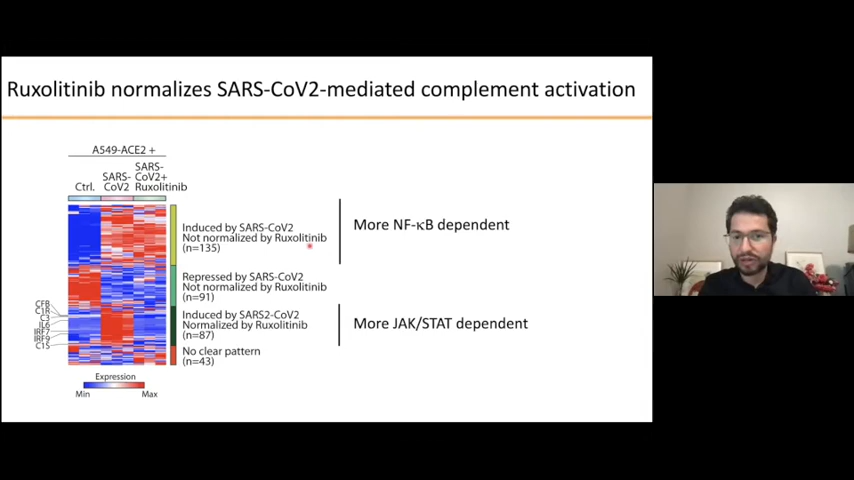 Ruxolitinib normalizes SARS-CoV2-mediated complement activation
A549-ACE2 +
Ctrl.
SARS-
CoV2
SARS-
CoV2+
Ruxolitinib
Induced by SARS-CoV2
Not normalized by Ruxolitinib
(n=135)
More NF-κB dependent
Repressed by SARS-CoV2
Not normalized by Ruxolitinib
(n=91)
CFB
C1R
C3
IL6
IRF7
IRF9
C1S
Induced by SARS2-CoV2
Normalized by Ruxolitinib
(n=87)
More JAK/STAT dependent
No clear pattern
(n=43)
Expression
Min
Max